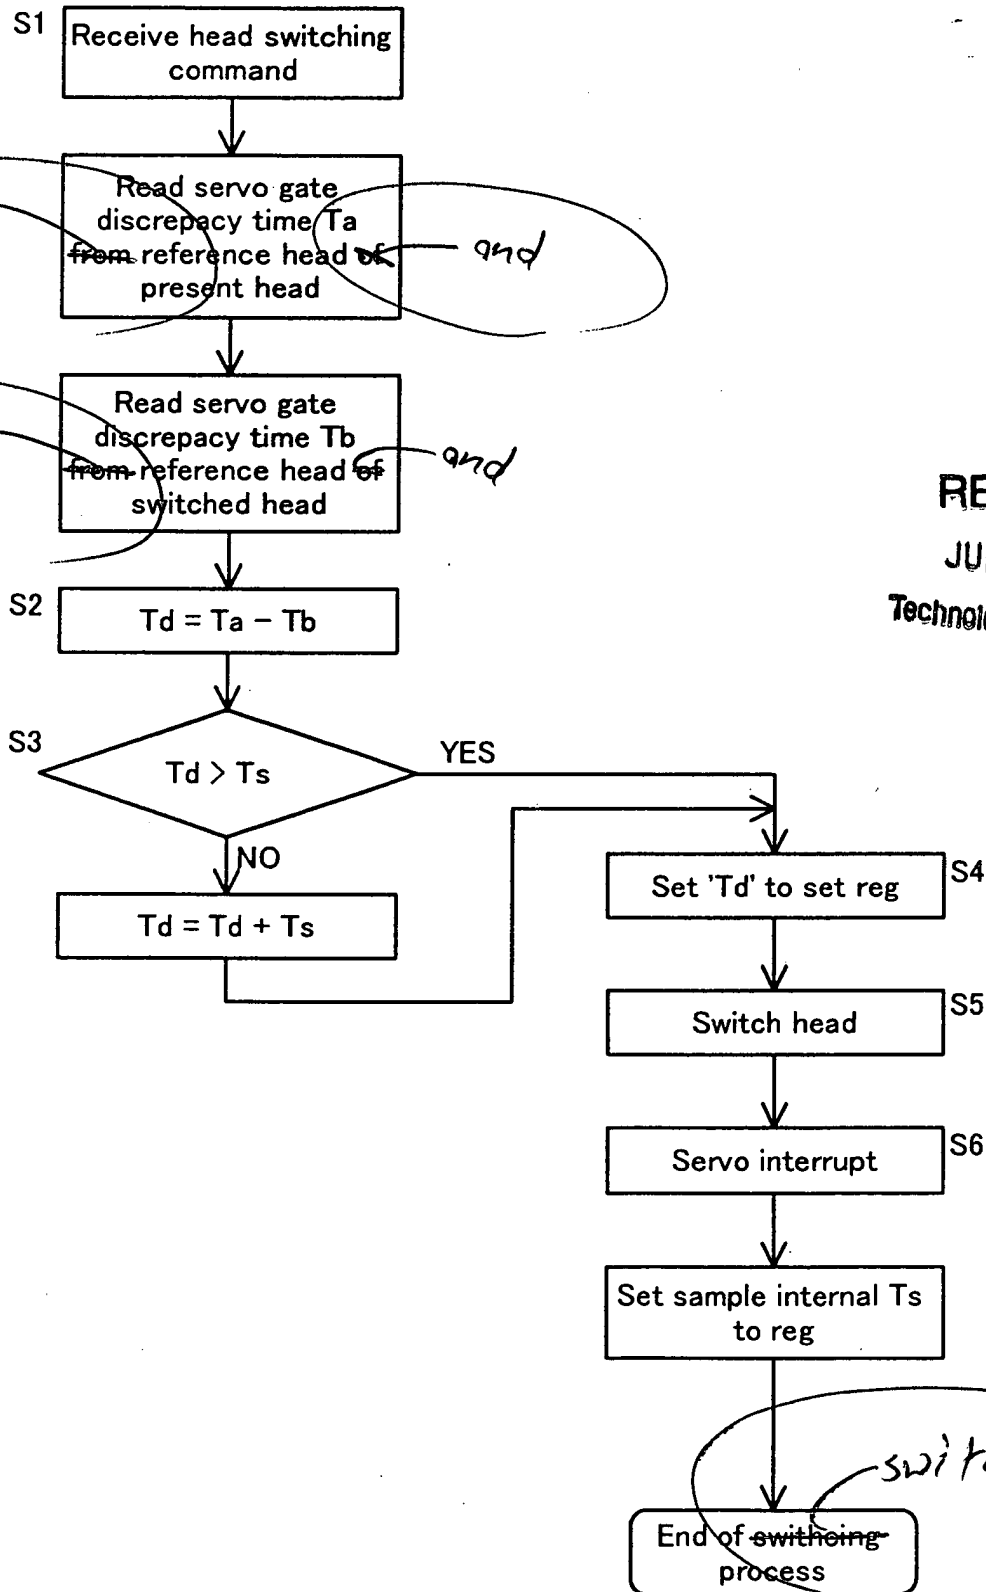 S1
Receive head switching
command
Read servo gate
discrepacy time Ta
from reference head of
and
present head
Read servo gate
discrepacy time Tb
from reference head of
and
switched head
S2
Td = Ta − Tb
S3
Td > Ts
YES
NO
Td = Td + Ts
Set 'Td' to set reg
S4
Switch head
S5
Servo interrupt
S6
Set sample internal Ts
to reg
End of swithcing
process